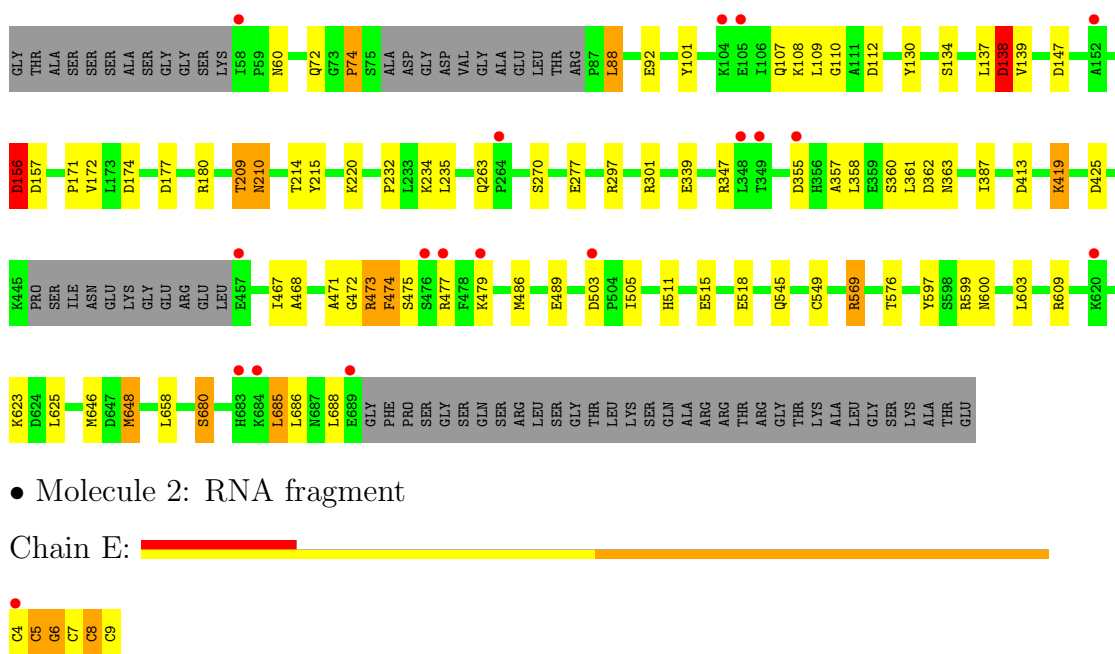 GLY THR ALA SER SER SER ALA SER GLY GLY SER LYS I58 P59 N60 Q72 G73 P74 S75 ALA ASP GLY ASP VAL GLY ALA GLU LEU THR ARG P87 L88 E92 Y101 K104 E105 I106 Q107 K108 L109 G110 A111 D112 Y130 S134 L137 D138 V139 D147 A152
D156 D157 P171 V172 L173 D174 D177 R180 T209 N210 T214 Y215 K220 P232 L233 K234 L235 Q263 P264 S270 E277 R297 R301 E339 R347 L348 T349 D355 H356 A357 L358 E359 S360 L361 D362 N363 I387 D413 K419 D425
K445 PRO SER ILE ASN GLU LYS GLY GLU ARG GLU LEU E457 I467 A468 A471 G472 R473 F474 S475 S476 R477 F478 K479 M486 E489 D503 P504 I505 H511 E515 E518 Q545 C549 R569 T576 Y597 S598 R599 N600 L603 R609 K620
K623 D624 L625 M646 D647 M648 L658 S680 H683 K684 L685 L686 N687 L688 E689 GLY PHE PRO SER GLY SER GLN SER ARG LEU SER GLY THR LEU LYS SER GLN ALA ARG ARG THR ARG GLY THR LYS ALA LEU GLY SER LYS ALA THR GLU
• Molecule 2: RNA fragment
Chain E:
C4 C5 G6 C7 C8 C9